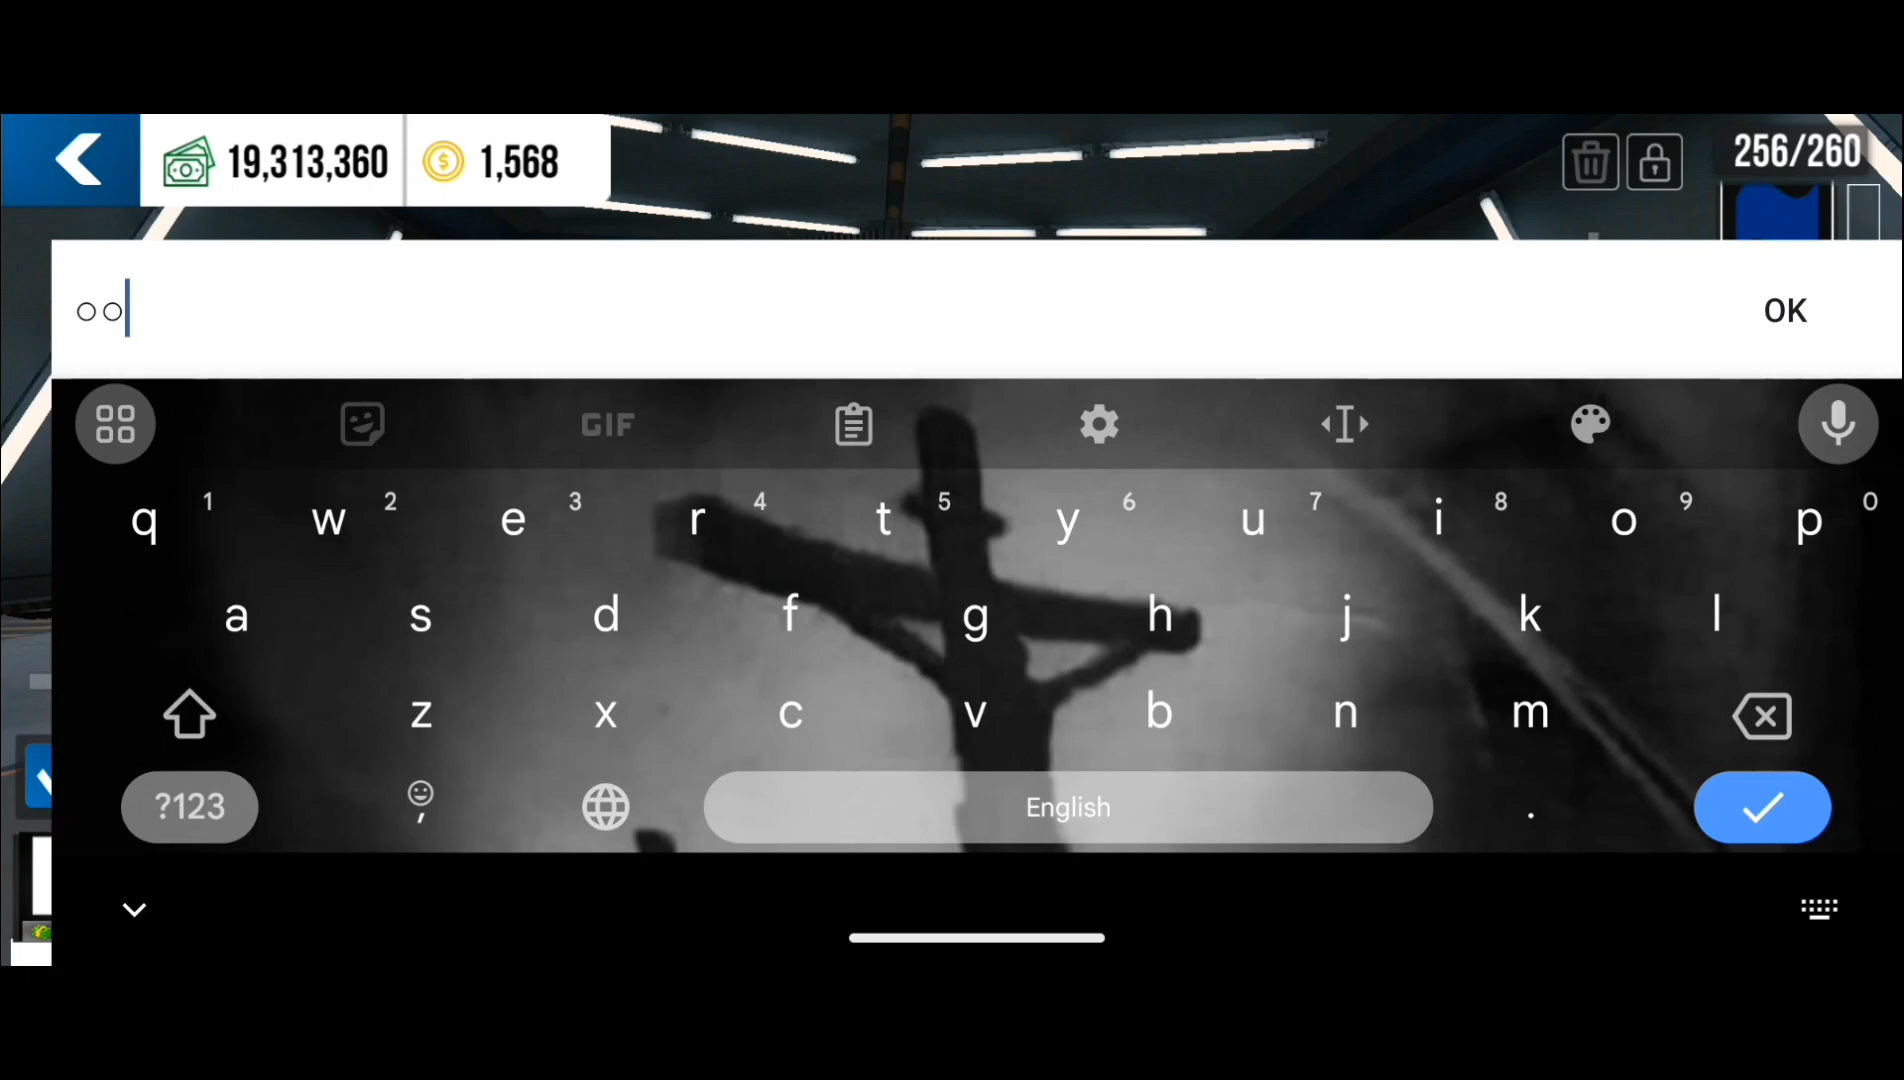 19,313,360 1,568 256/260
○○ OK
GIF
q 1 w 2 e 3 r 4 t 5 y 6 u 7 i 8 o 9 p 0
a s d f g h j k l
z x c v b n m
?123 , English .